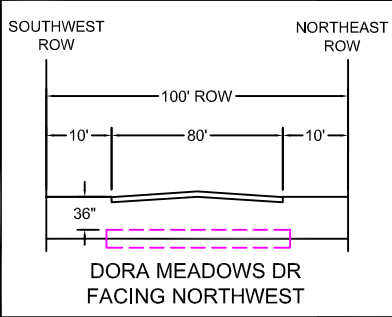 SOUTHWEST
ROW
NORTHEAST
ROW
100' ROW
10'
80'
10'
36"
DORA MEADOWS DR
FACING NORTHWEST